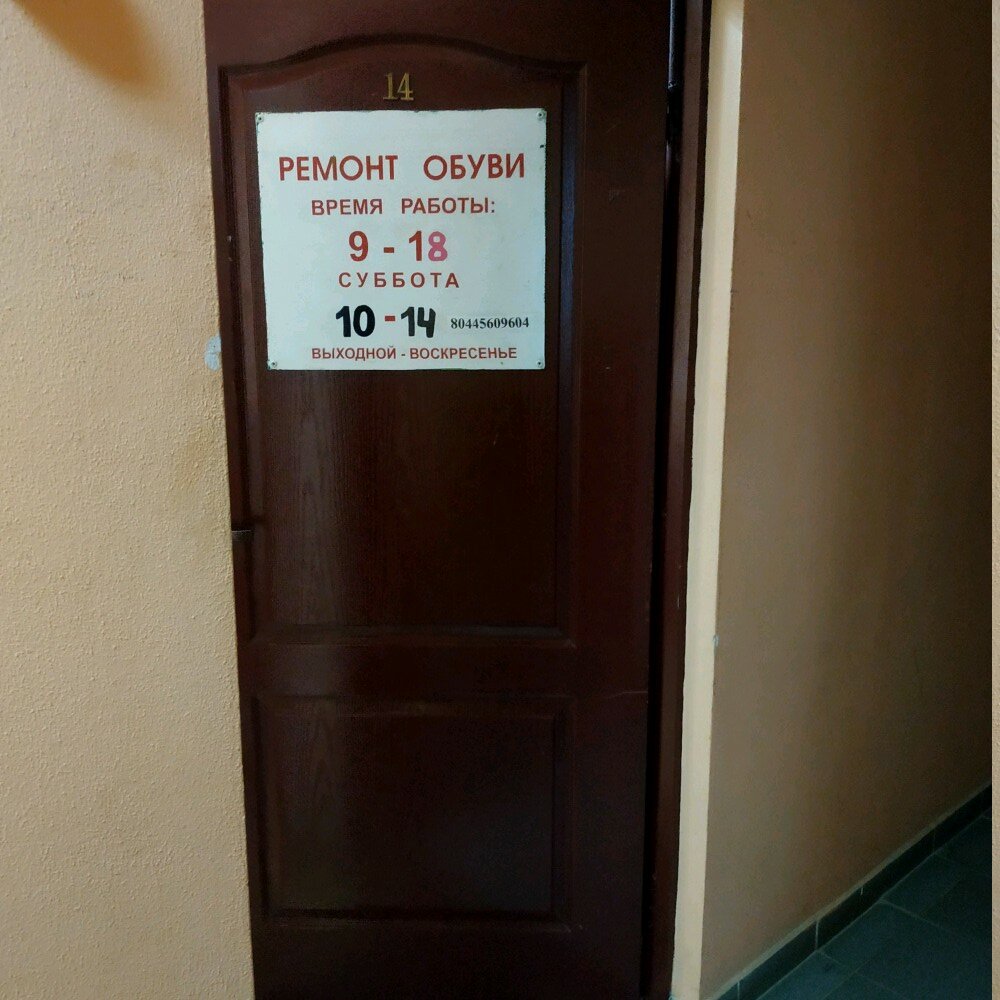 14
РЕМОНТ ОБУВИ
ВРЕМЯ РАБОТЫ:
9 - 18
СУББОТА
10 - 14 80445609604
ВЫХОДНОЙ - ВОСКРЕСЕНЬЕ